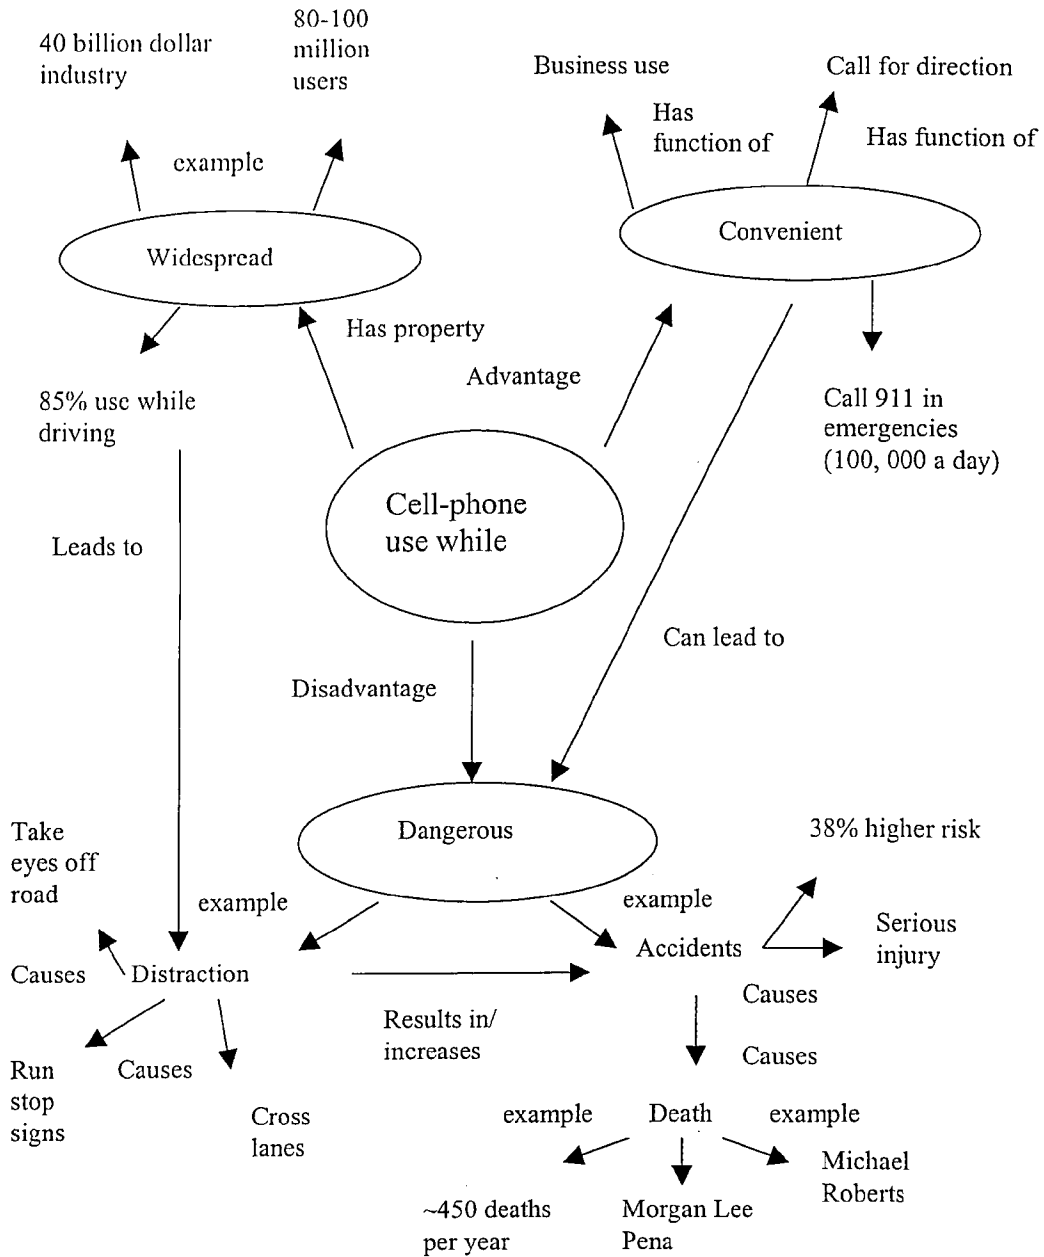 40 billion dollar
industry
80-100
million
users
Business use
Call for direction
Has
function of
Has function of
example
Widespread
Convenient
Has property
Advantage
85% use while
driving
Call 911 in
emergencies
(100, 000 a day)
Cell-phone
use while
Leads to
Can lead to
Disadvantage
Dangerous
Take
eyes off
road
38% higher risk
example
example
Serious
injury
Accidents
Causes
Distraction
Causes
Results in/
increases
Causes
Run
stop
signs
Causes
Cross
lanes
example
Death
example
Michael
Roberts
~450 deaths
per year
Morgan Lee
Pena